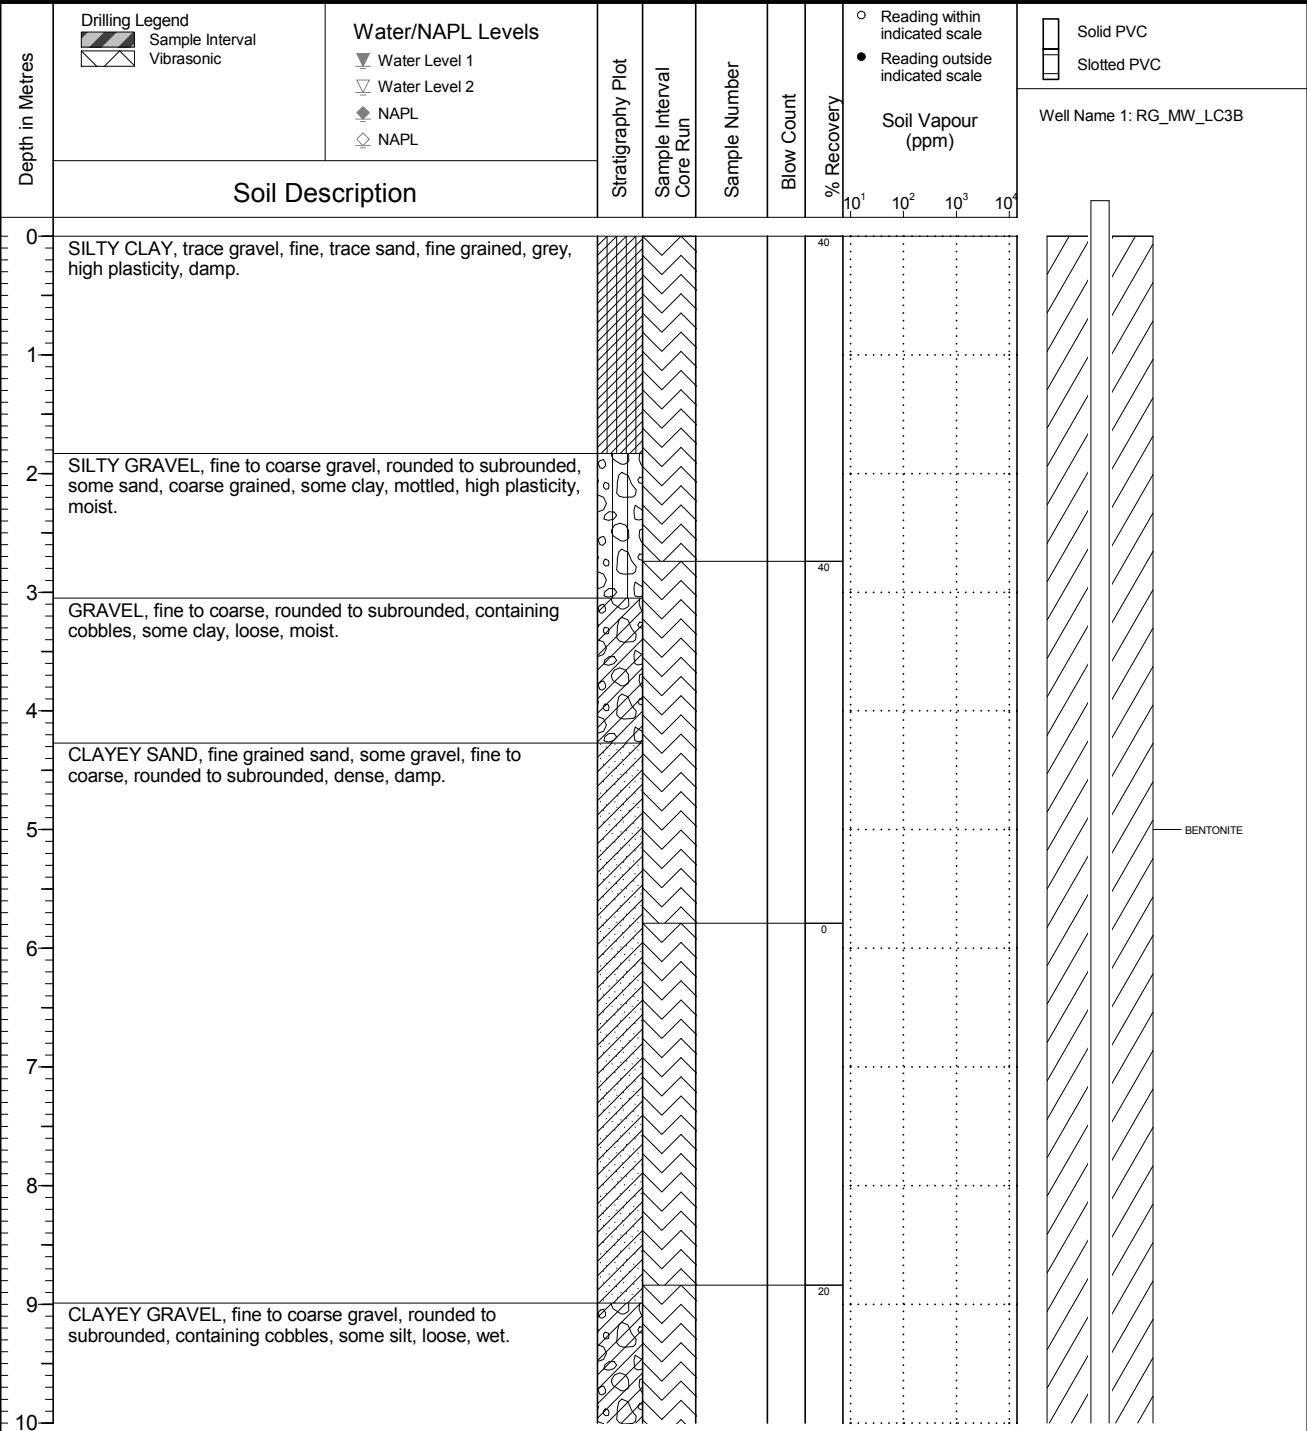 Drilling Legend
Sample Interval
Vibrasonic
Water/NAPL Levels
Water Level 1
Water Level 2
NAPL
NAPL
Depth in Metres
Soil Description
Stratigraphy Plot
Sample Interval
Core Run
Sample Number
Blow Count
% Recovery
Reading within
indicated scale
Reading outside
indicated scale
Soil Vapour
(ppm)
10¹ 10² 10³ 10⁴
Solid PVC
Slotted PVC
Well Name 1: RG_MW_LC3B
0
SILTY CLAY, trace gravel, fine, trace sand, fine grained, grey,
high plasticity, damp.
40
1
SILTY GRAVEL, fine to coarse gravel, rounded to subrounded,
some sand, coarse grained, some clay, mottled, high plasticity,
moist.
2
40
3
GRAVEL, fine to coarse, rounded to subrounded, containing
cobbles, some clay, loose, moist.
4
CLAYEY SAND, fine grained sand, some gravel, fine to
coarse, rounded to subrounded, dense, damp.
5
BENTONITE
0
6
7
8
20
9
CLAYEY GRAVEL, fine to coarse gravel, rounded to
subrounded, containing cobbles, some silt, loose, wet.
10